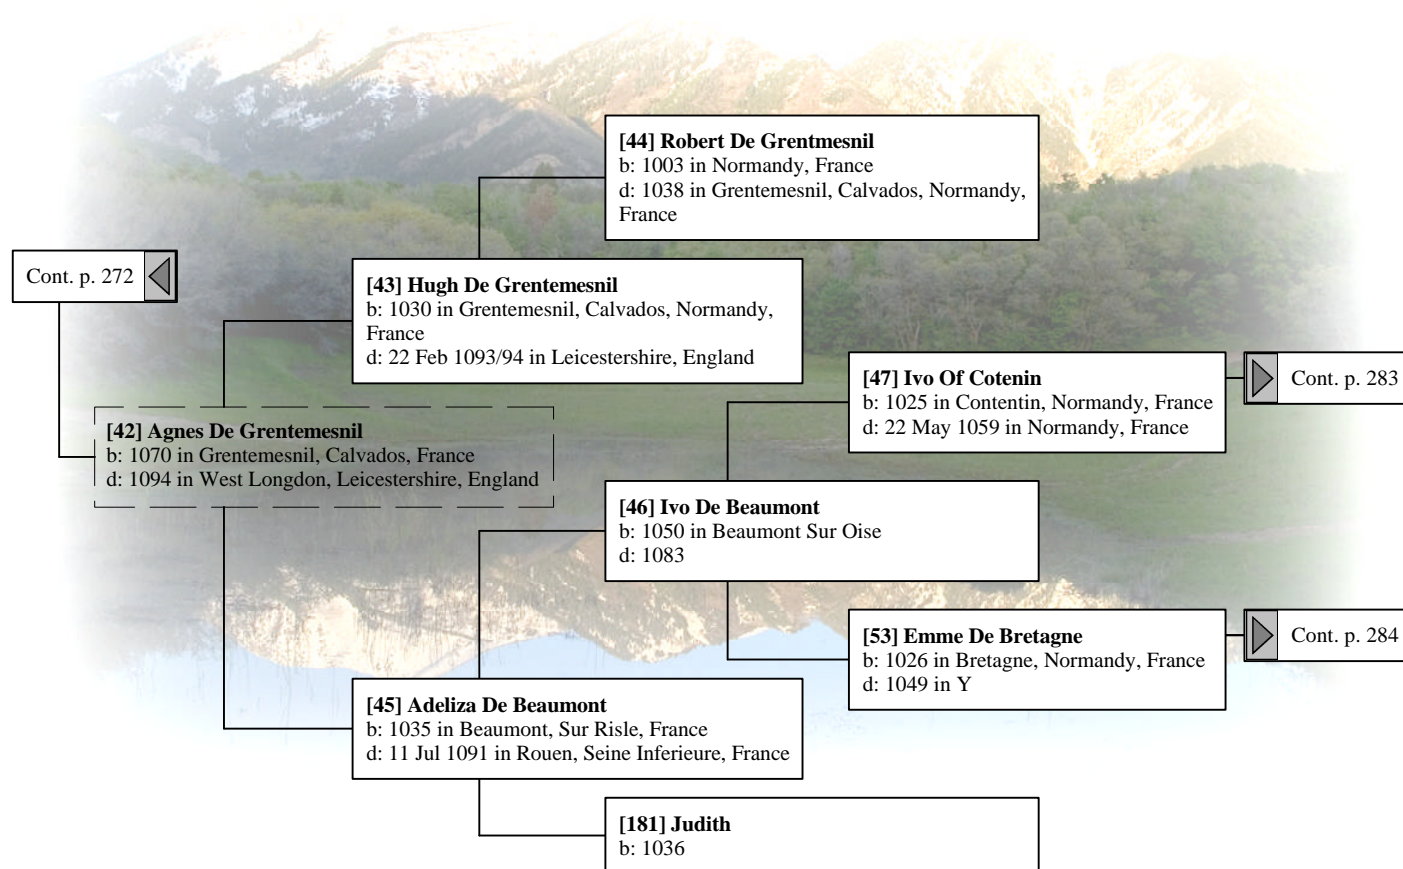 [44] Robert De Grentmesnil
b: 1003 in Normandy, France
d: 1038 in Grentemesnil, Calvados, Normandy,
France
Cont. p. 272
[43] Hugh De Grentemesnil
b: 1030 in Grentemesnil, Calvados, Normandy,
France
d: 22 Feb 1093/94 in Leicestershire, England
[47] Ivo Of Cotenin
b: 1025 in Contentin, Normandy, France
d: 22 May 1059 in Normandy, France
Cont. p. 283
[42] Agnes De Grentemesnil
b: 1070 in Grentemesnil, Calvados, France
d: 1094 in West Longdon, Leicestershire, England
[46] Ivo De Beaumont
b: 1050 in Beaumont Sur Oise
d: 1083
[53] Emme De Bretagne
b: 1026 in Bretagne, Normandy, France
d: 1049 in Y
Cont. p. 284
[45] Adeliza De Beaumont
b: 1035 in Beaumont, Sur Risle, France
d: 11 Jul 1091 in Rouen, Seine Inferieure, France
[181] Judith
b: 1036